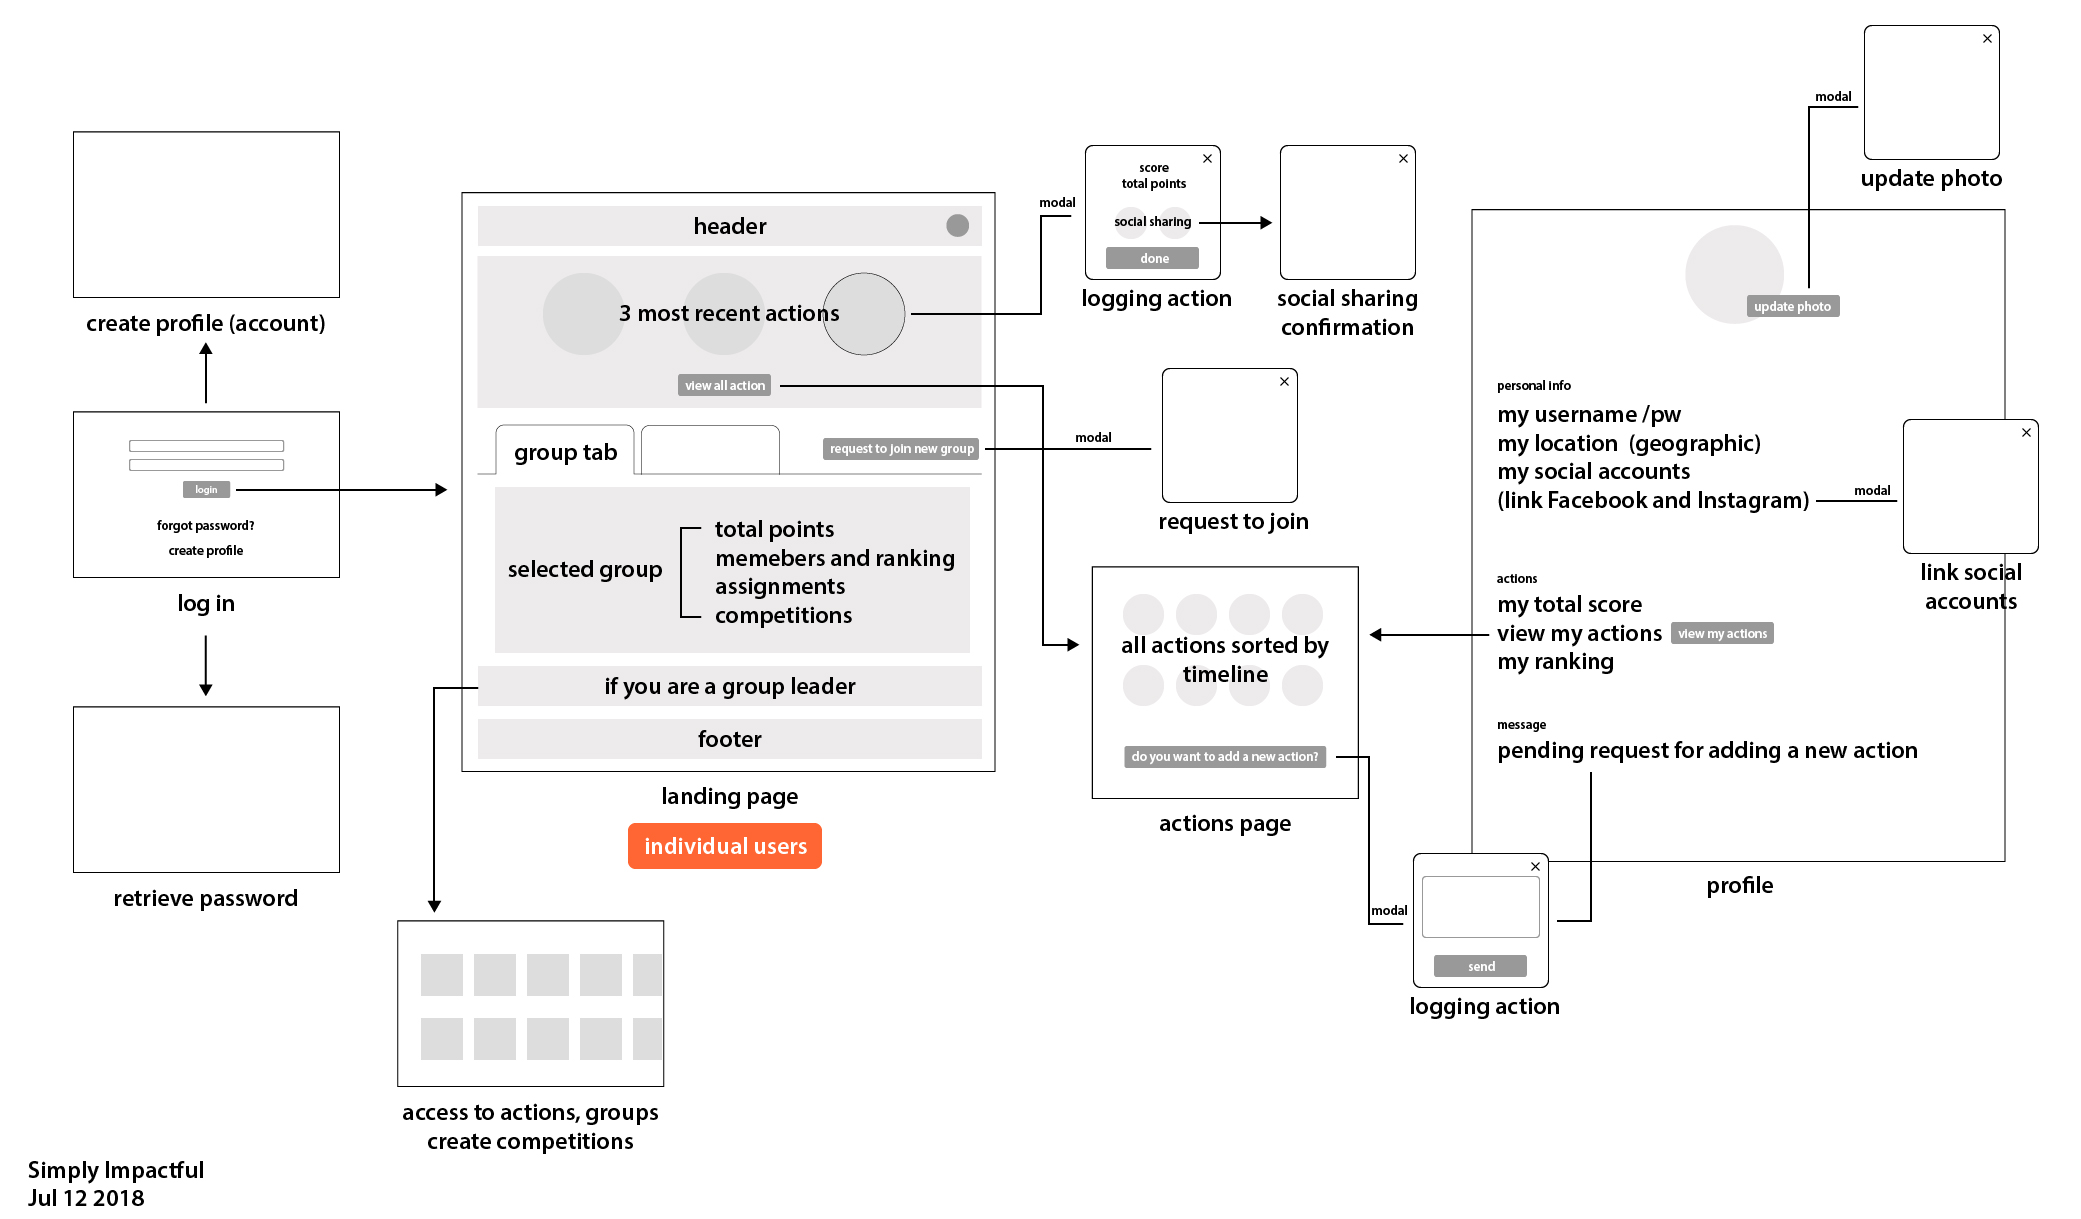 create profile (account)
login
forgot password?
create profile
log in
retrieve password
header
3 most recent actions
view all action
group tab
request to join new group
selected group
total points
memebers and ranking
assignments
competitions
if you are a group leader
footer
landing page
individual users
access to actions, groups
create competitions
modal
score
total points
social sharing
done
logging action
social sharing
confirmation
modal
request to join
all actions sorted by
timeline
do you want to add a new action?
actions page
modal
send
logging action
modal
update photo
update photo
personal info
my username /pw
my location (geographic)
my social accounts
(link Facebook and Instagram)
modal
link social
accounts
actions
my total score
view my actions
view my actions
my ranking
message
pending request for adding a new action
profile
Simply Impactful
Jul 12 2018